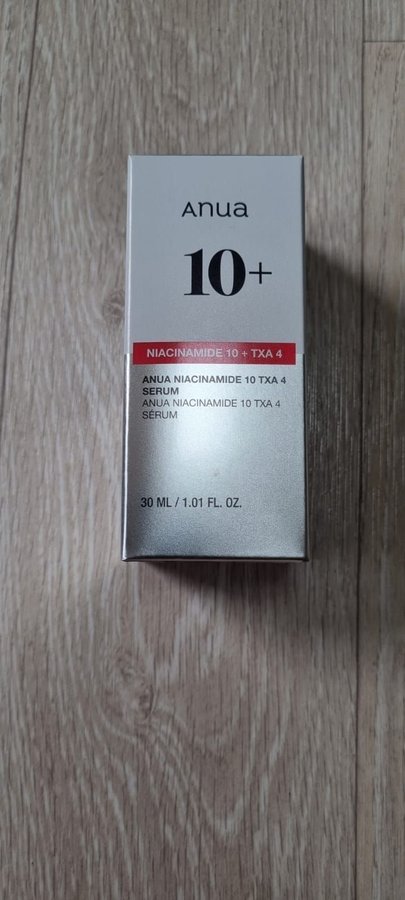 Anua
10+
NIACINAMIDE 10 + TXA 4
ANUA NIACINAMIDE 10 TXA 4
SERUM
ANUA NIACINAMIDE 10 TXA 4
SÉRUM
30 ML / 1.01 FL. OZ.